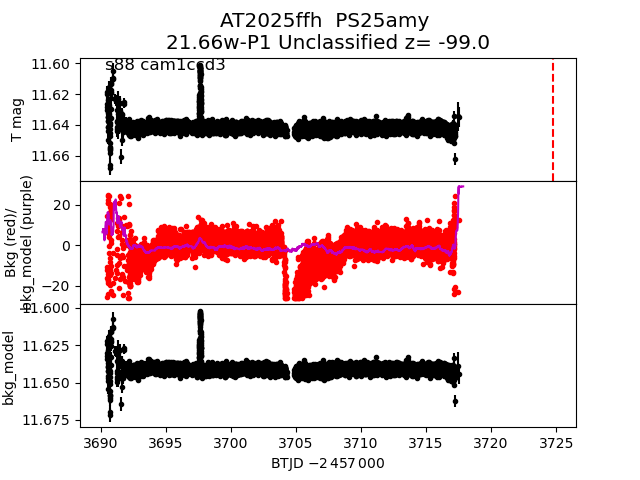 AT2025ffh  PS25amy
21.66w-P1 Unclassified z= -99.0
s88 cam1ccd3
11.60
11.62
11.64
11.66
T mag
20
0
−20
Bkg (red)/
bkg_model (purple)
11.600
11.625
11.650
11.675
bkg_model
3690 3695 3700 3705 3710 3715 3720 3725
BTJD −2 457 000